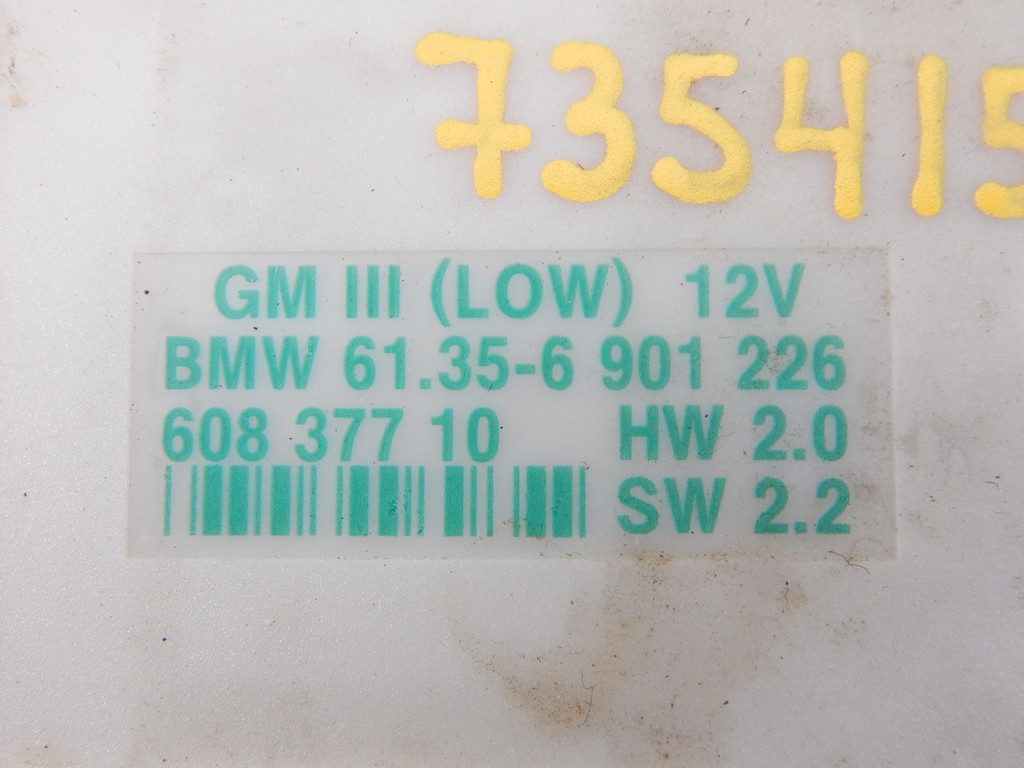 735415
GM III (LOW) 12V
BMW 61.35-6 901 226
608 377 10 HW 2.0
SW 2.2